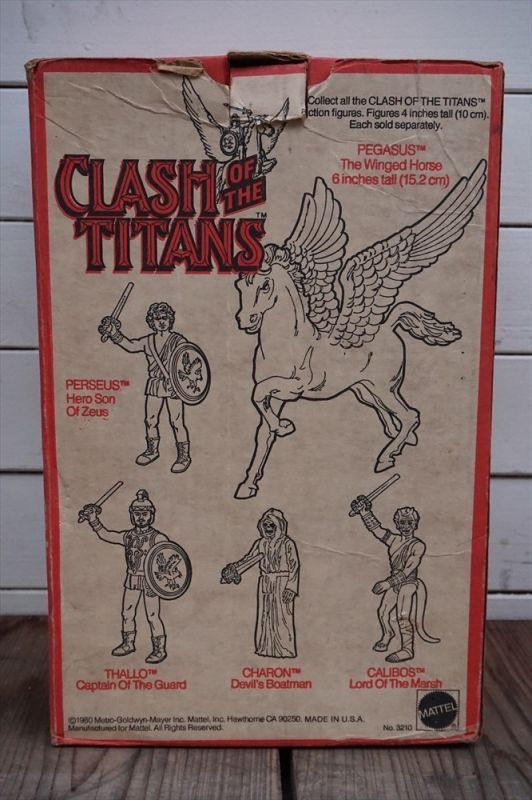 Collect all the CLASH OF THE TITANS™
action figures. Figures 4 inches tall (10 cm).
Each sold separately.
PEGASUS™
The Winged Horse
6 inches tall (15.2 cm)
CLASH
OF
THE
TITANS™
PERSEUS™
Hero Son
Of Zeus
THALLO™
Captain Of The Guard
CHARON™
Devil's Boatman
CALIBOS™
Lord Of The Marsh
©1980 Metro-Goldwyn-Mayer Inc. Mattel, Inc. Hawthorne CA 90250. MADE IN U.S.A.
Manufactured for Mattel. All Rights Reserved.
No. 3210
MATTEL